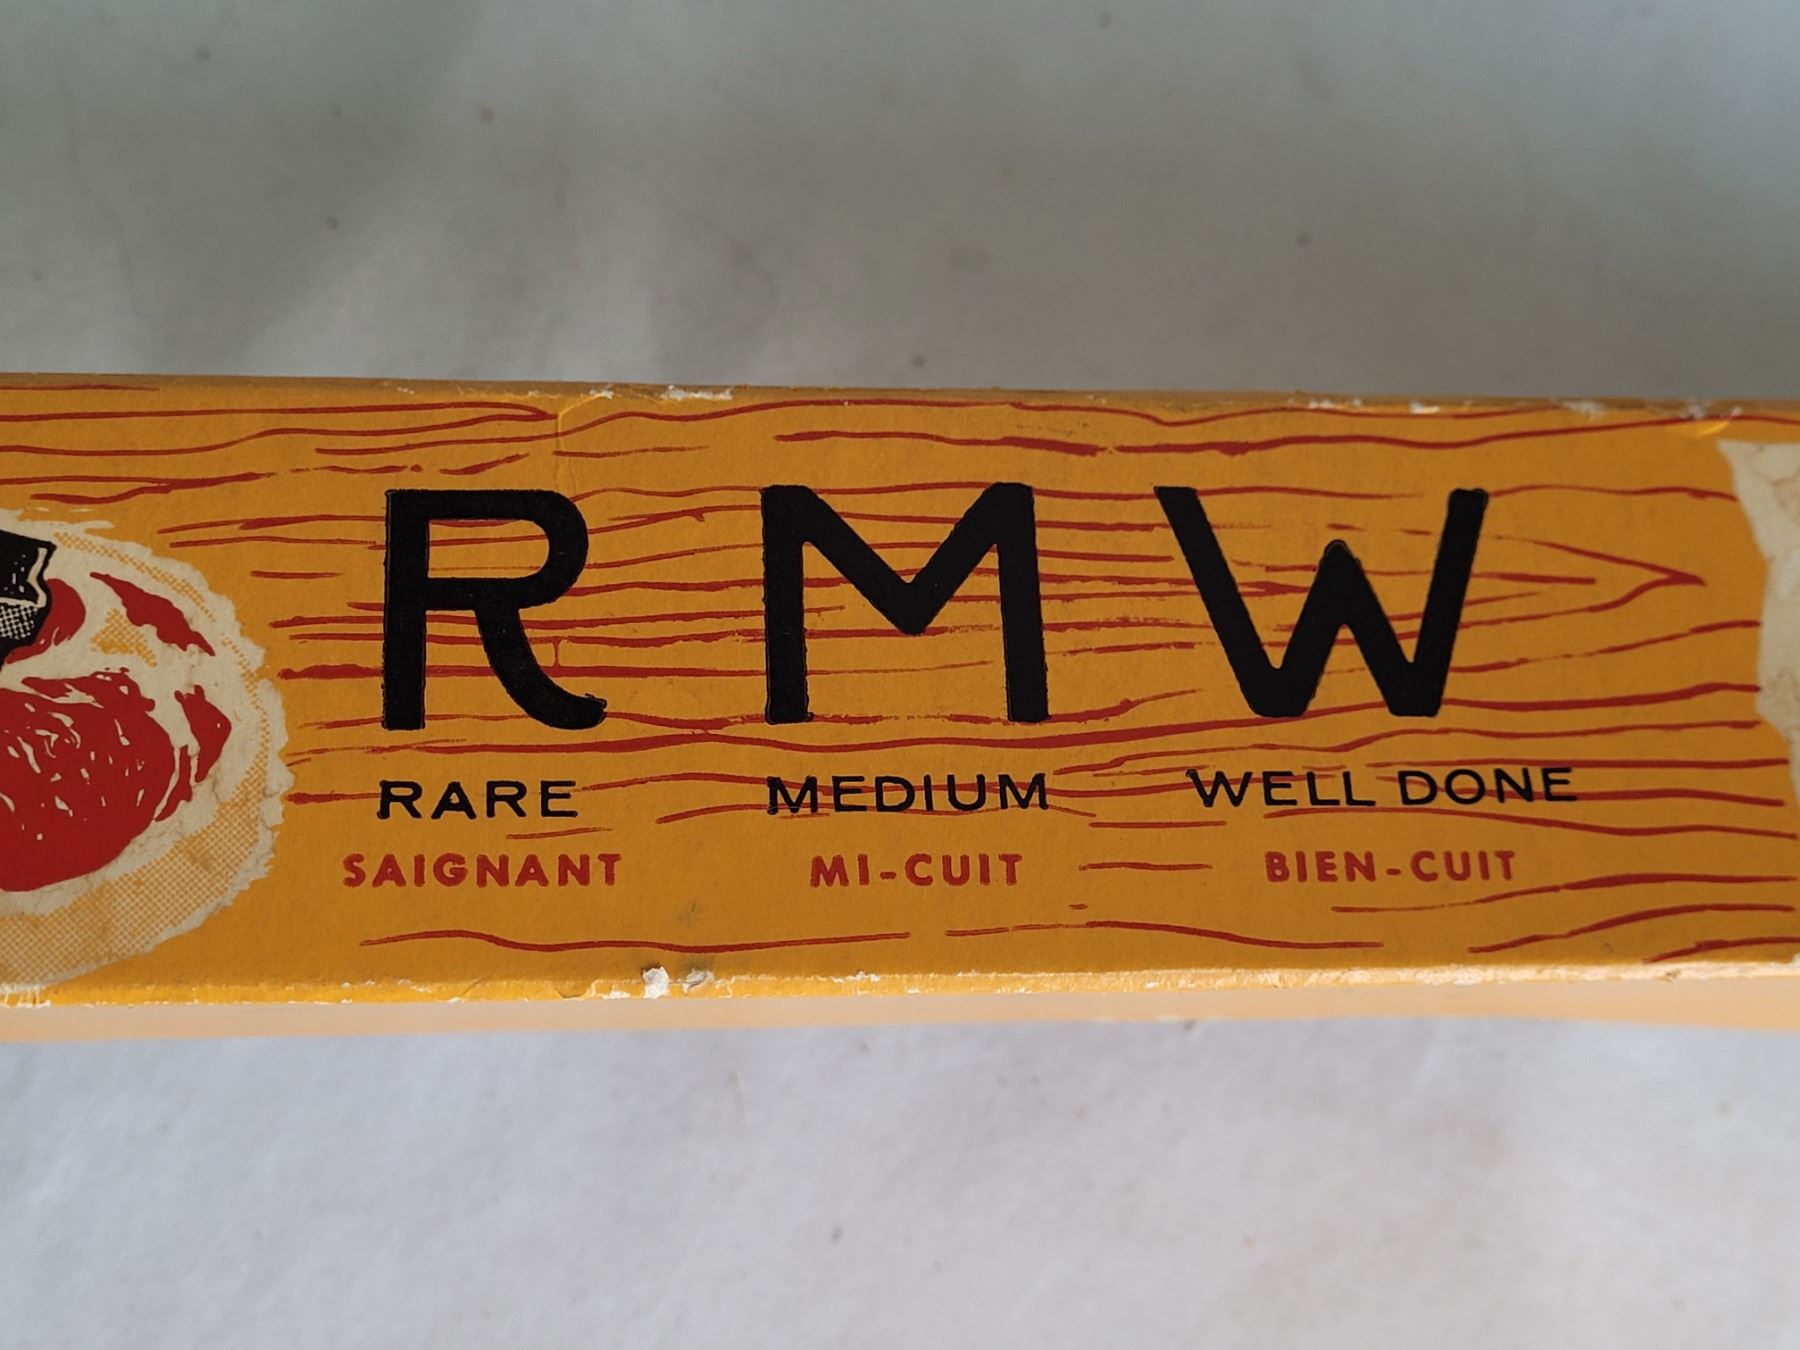 R M W
RARE MEDIUM WELL DONE
SAIGNANT MI-CUIT BIEN-CUIT